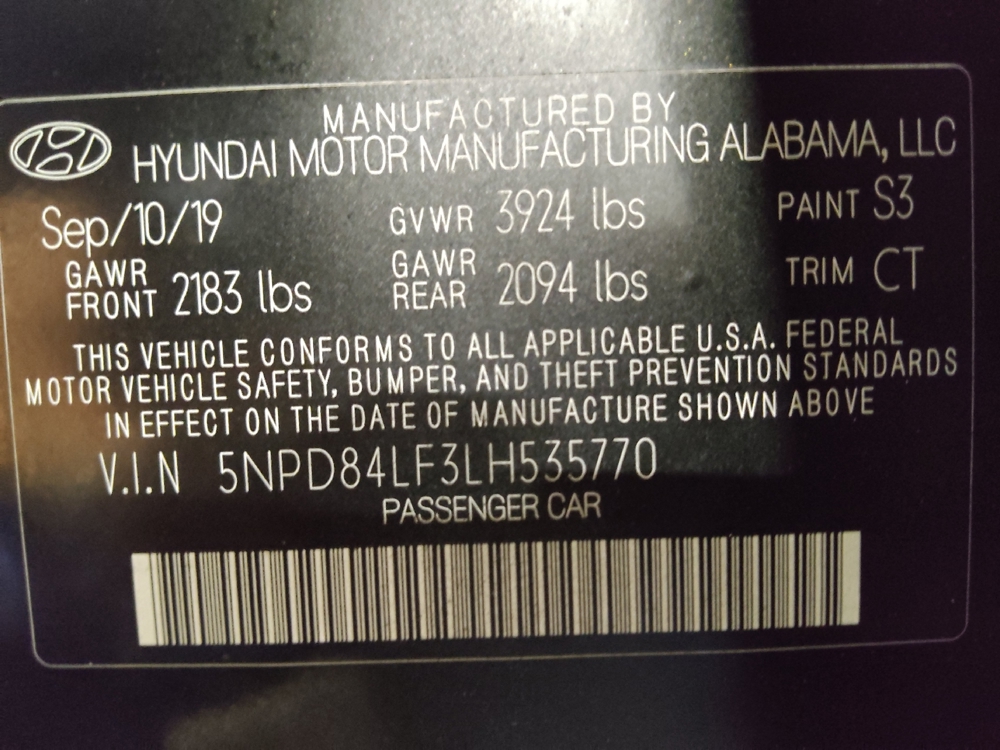 MANUFACTURED BY
HYUNDAI MOTOR MANUFACTURING ALABAMA, LLC
Sep/10/19 GVWR 3924 lbs PAINT S3
GAWR FRONT 2183 lbs GAWR REAR 2094 lbs TRIM CT
THIS VEHICLE CONFORMS TO ALL APPLICABLE U.S.A. FEDERAL
MOTOR VEHICLE SAFETY, BUMPER, AND THEFT PREVENTION STANDARDS
IN EFFECT ON THE DATE OF MANUFACTURE SHOWN ABOVE
V.I.N 5NPD84LF3LH535770
PASSENGER CAR